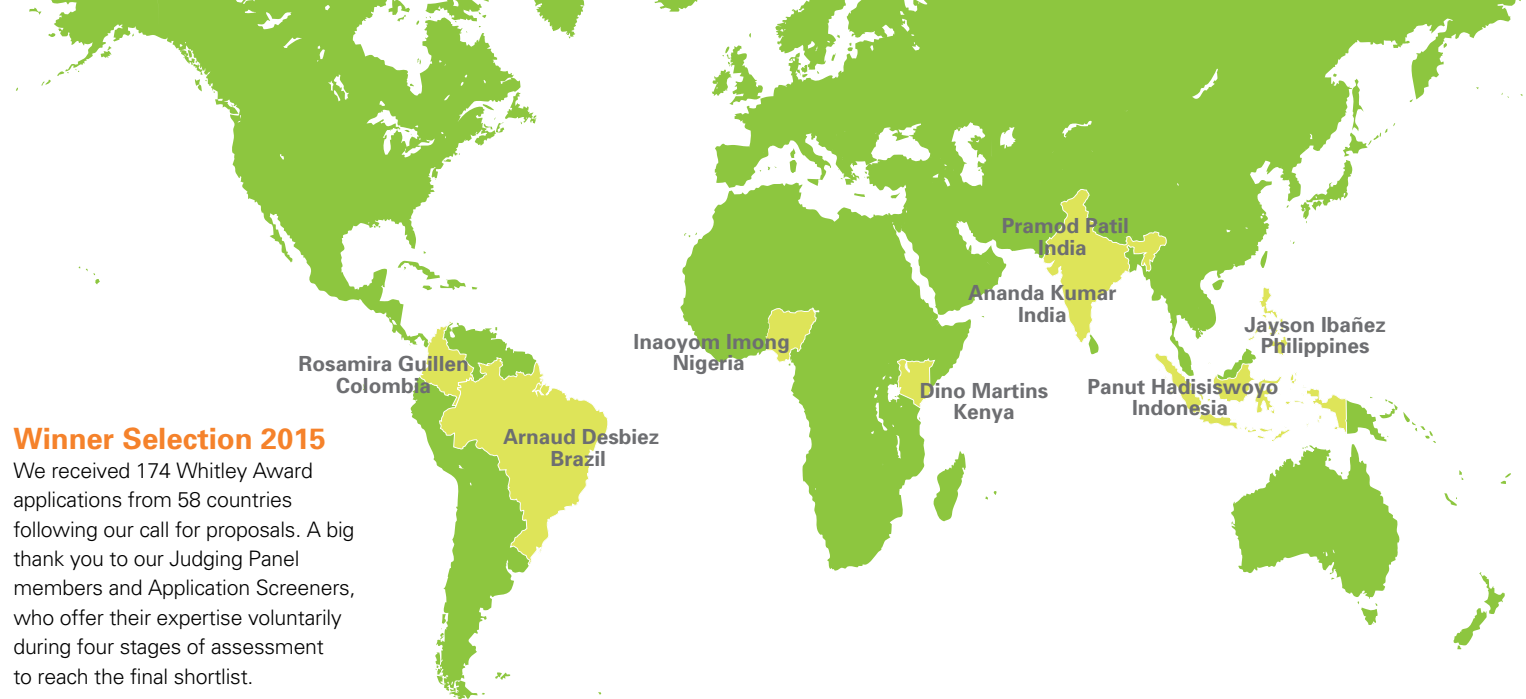 Pramod Patil
India
Ananda Kumar
India
Jayson Ibañez
Philippines
Inaoyom Imong
Nigeria
Rosamira Guillen
Colombia
Dino Martins
Kenya
Panut Hadisiswoyo
Indonesia
Arnaud Desbiez
Brazil
Winner Selection 2015
We received 174 Whitley Award
applications from 58 countries
following our call for proposals. A big
thank you to our Judging Panel
members and Application Screeners,
who offer their expertise voluntarily
during four stages of assessment
to reach the final shortlist.